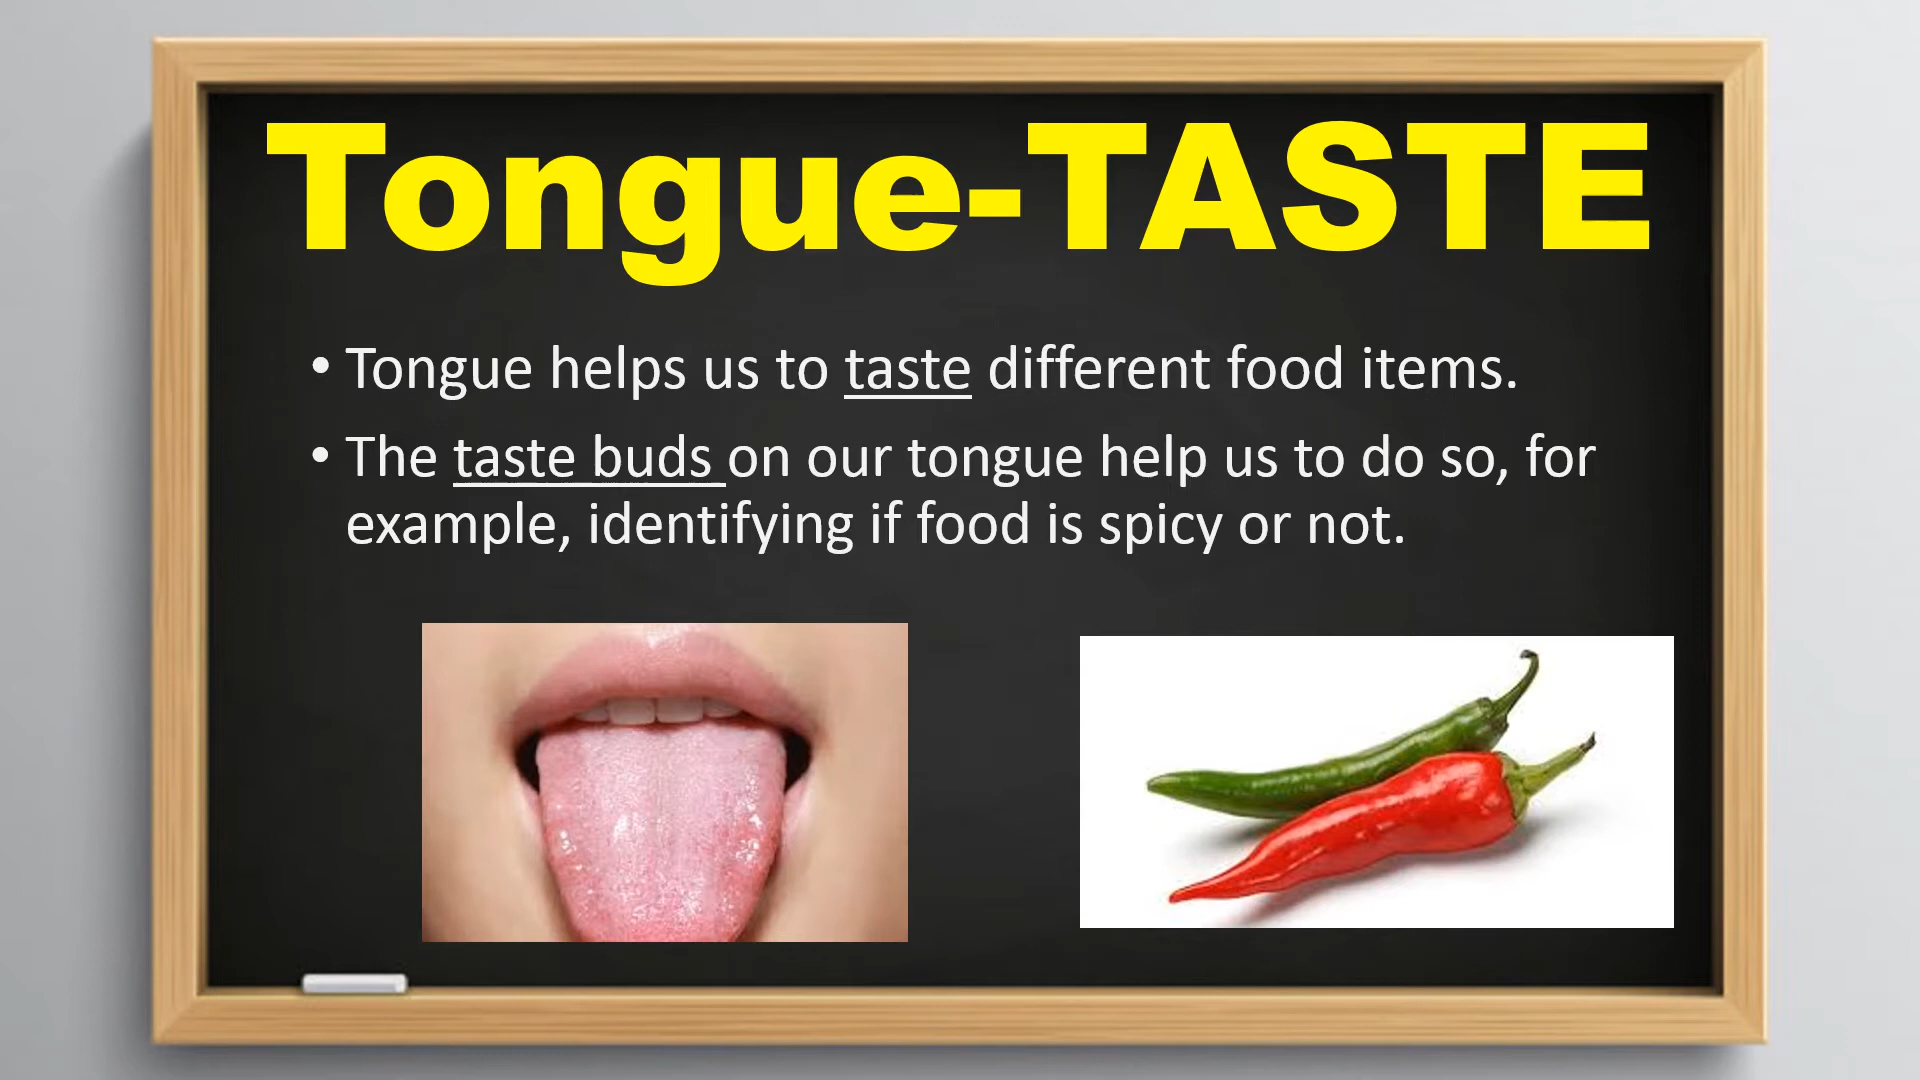 Tongue-TASTE
• Tongue helps us to taste different food items.
• The taste buds on our tongue help us to do so, for
example, identifying if food is spicy or not.